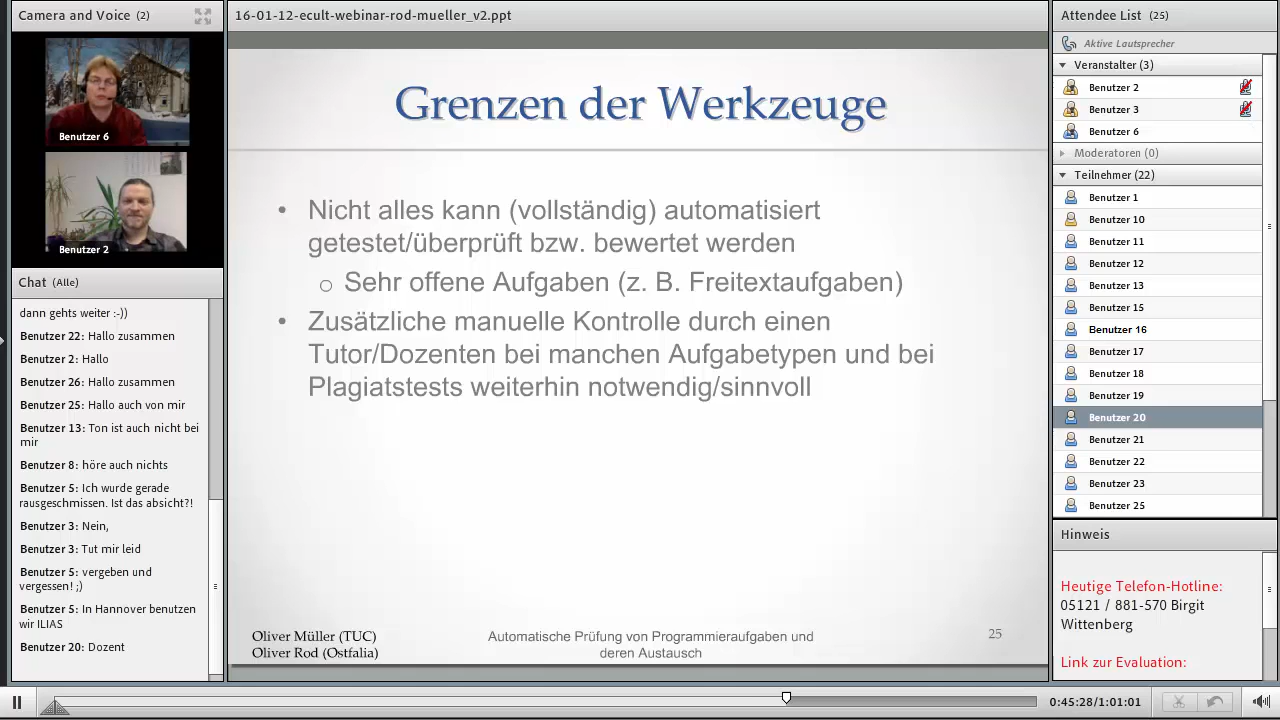 Camera and Voice (2)
Benutzer 6
Benutzer 2
Chat (Alle)
dann gehts weiter :-))
Benutzer 22: Hallo zusammen
Benutzer 2: Hallo
Benutzer 26: Hallo zusammen
Benutzer 25: Hallo auch von mir
Benutzer 13: Ton ist auch nicht bei
mir
Benutzer 8: höre auch nichts
Benutzer 5: Ich wurde gerade
rausgeschmissen. Ist das absicht?!
Benutzer 3: Nein,
Benutzer 3: Tut mir leid
Benutzer 5: vergeben und
vergessen! ;)
Benutzer 5: In Hannover benutzen
wir ILIAS
Benutzer 20: Dozent
16-01-12-ecult-webinar-rod-mueller_v2.ppt
Grenzen der Werkzeuge
• Nicht alles kann (vollständig) automatisiert
getestet/überprüft bzw. bewertet werden
o Sehr offene Aufgaben (z. B. Freitextaufgaben)
• Zusätzliche manuelle Kontrolle durch einen
Tutor/Dozenten bei manchen Aufgabetypen und bei
Plagiatstests weiterhin notwendig/sinnvoll
Oliver Müller (TUC)
Oliver Rod (Ostfalia)
Automatische Prüfung von Programmieraufgaben und
deren Austausch
25
Attendee List (25)
Aktive Lautsprecher
Veranstalter (3)
Benutzer 2
Benutzer 3
Benutzer 6
Moderatoren (0)
Teilnehmer (22)
Benutzer 1
Benutzer 10
Benutzer 11
Benutzer 12
Benutzer 13
Benutzer 15
Benutzer 16
Benutzer 17
Benutzer 18
Benutzer 19
Benutzer 20
Benutzer 21
Benutzer 22
Benutzer 23
Benutzer 25
Hinweis
Heutige Telefon-Hotline:
05121 / 881-570 Birgit
Wittenberg
Link zur Evaluation:
0:45:28/1:01:01